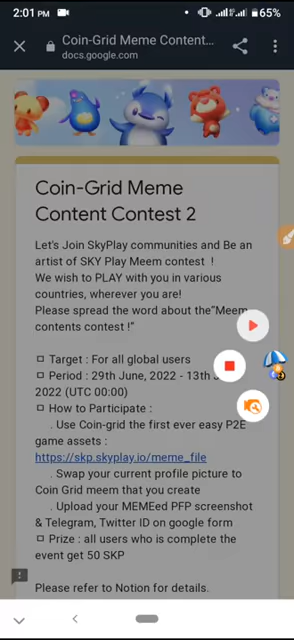 2:01 PM
65%
Coin-Grid Meme Content...
docs.google.com
Coin-Grid Meme
Content Contest 2
Let's Join SkyPlay communities and Be an
artist of SKY Play Meem contest !
We wish to PLAY with you in various
countries, wherever you are!
Please spread the word about the"Meem
contents contest !"
Target : For all global users
Period : 29th June, 2022 - 13th
2022 (UTC 00:00)
How to Participate :
. Use Coin-grid the first ever easy P2E
game assets :
https://skp.skyplay.io/meme_file
. Swap your current profile picture to
Coin Grid meem that you create
. Upload your MEMEed PFP screenshot
& Telegram, Twitter ID on google form
Prize : all users who is complete the
event get 50 SKP
Please refer to Notion for details.